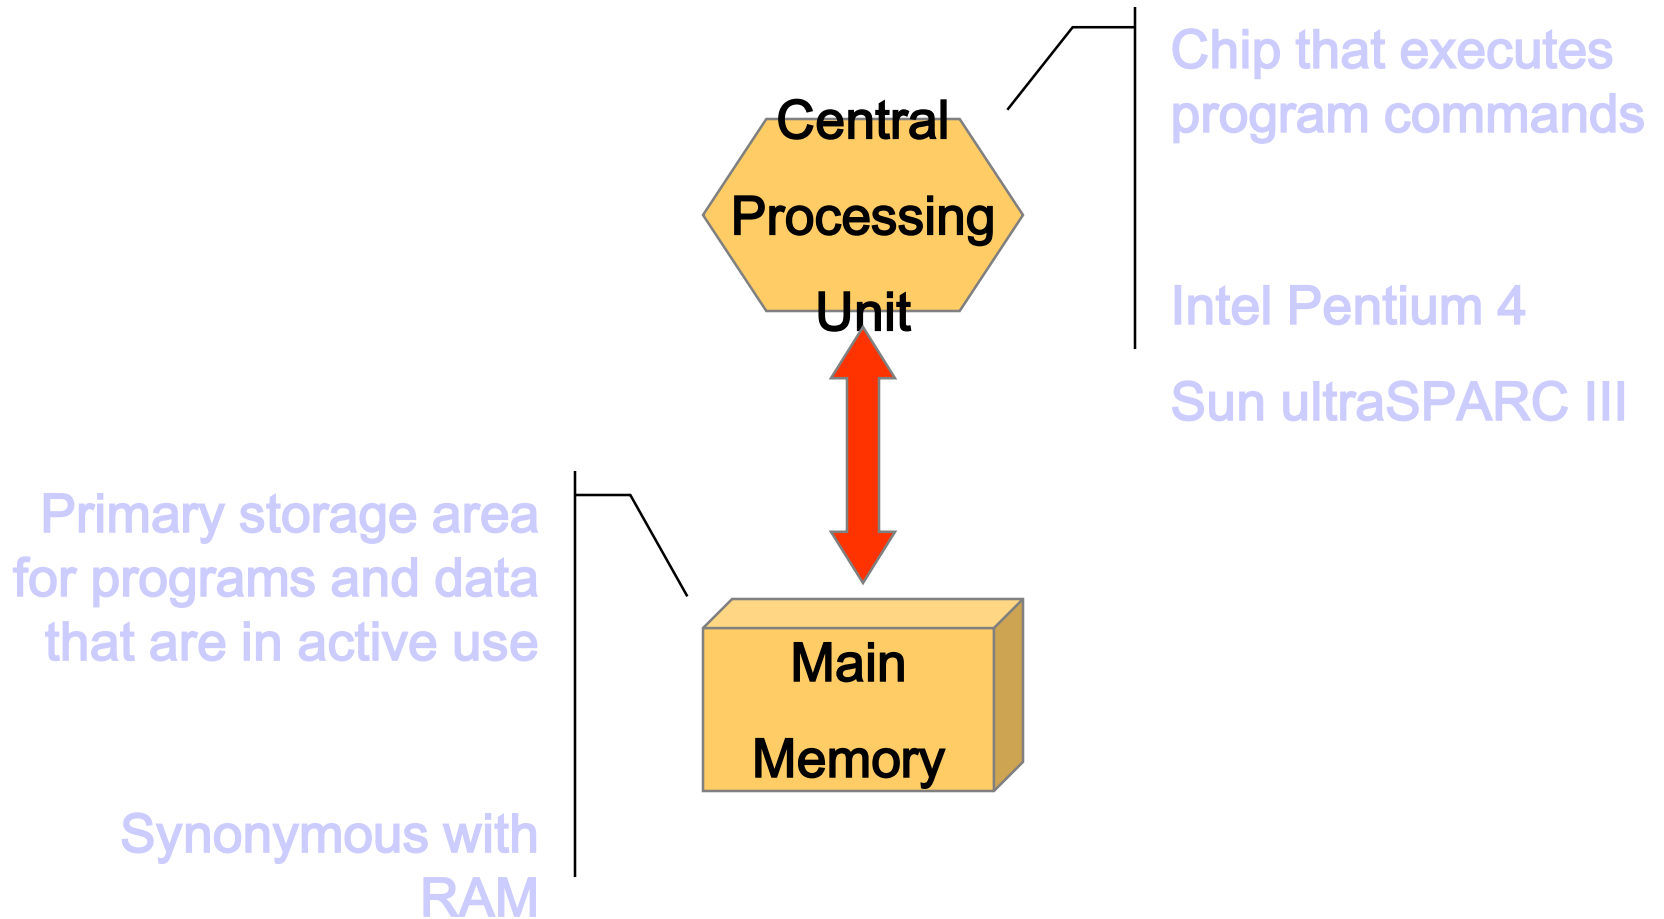 Chip that executes
program commands
Intel Pentium 4
Sun ultraSPARC III
Central
Processing
Unit
Primary storage area
for programs and data
that are in active use
Synonymous with
RAM
Main
Memory